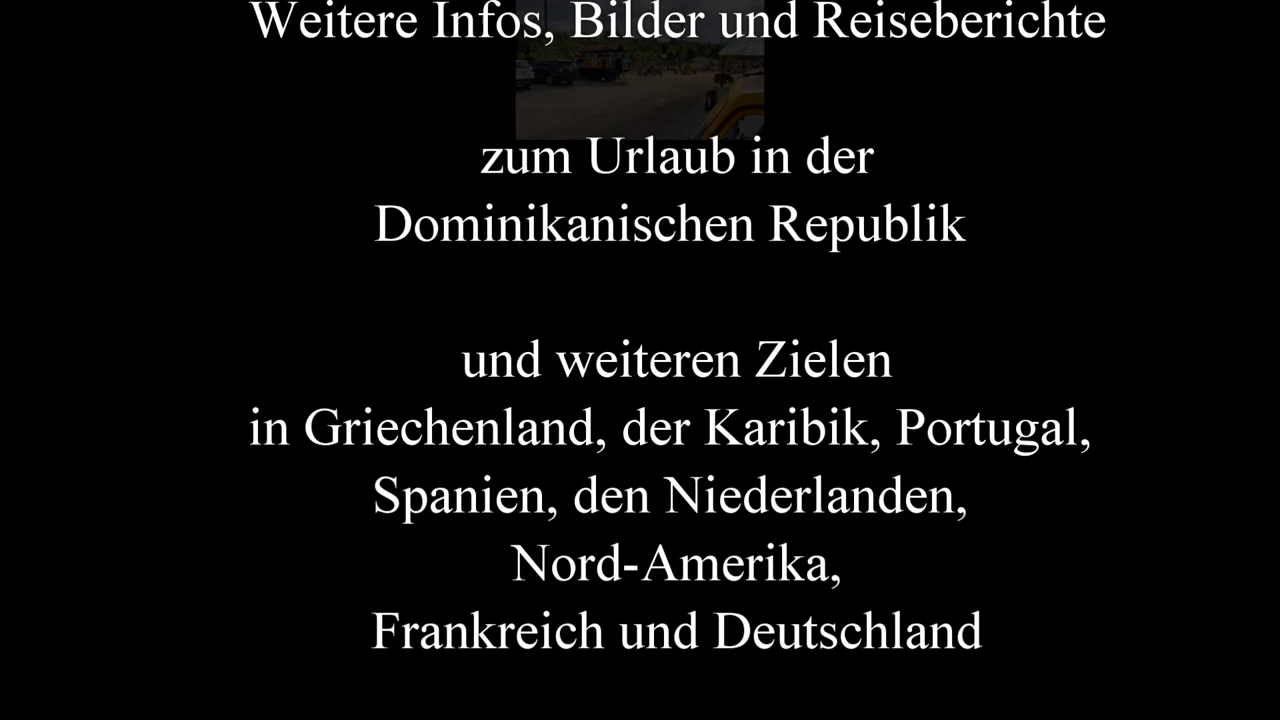 Weitere Infos, Bilder und Reiseberichte
zum Urlaub in der
Dominikanischen Republik
und weiteren Zielen
in Griechenland, der Karibik, Portugal,
Spanien, den Niederlanden,
Nord-Amerika,
Frankreich und Deutschland